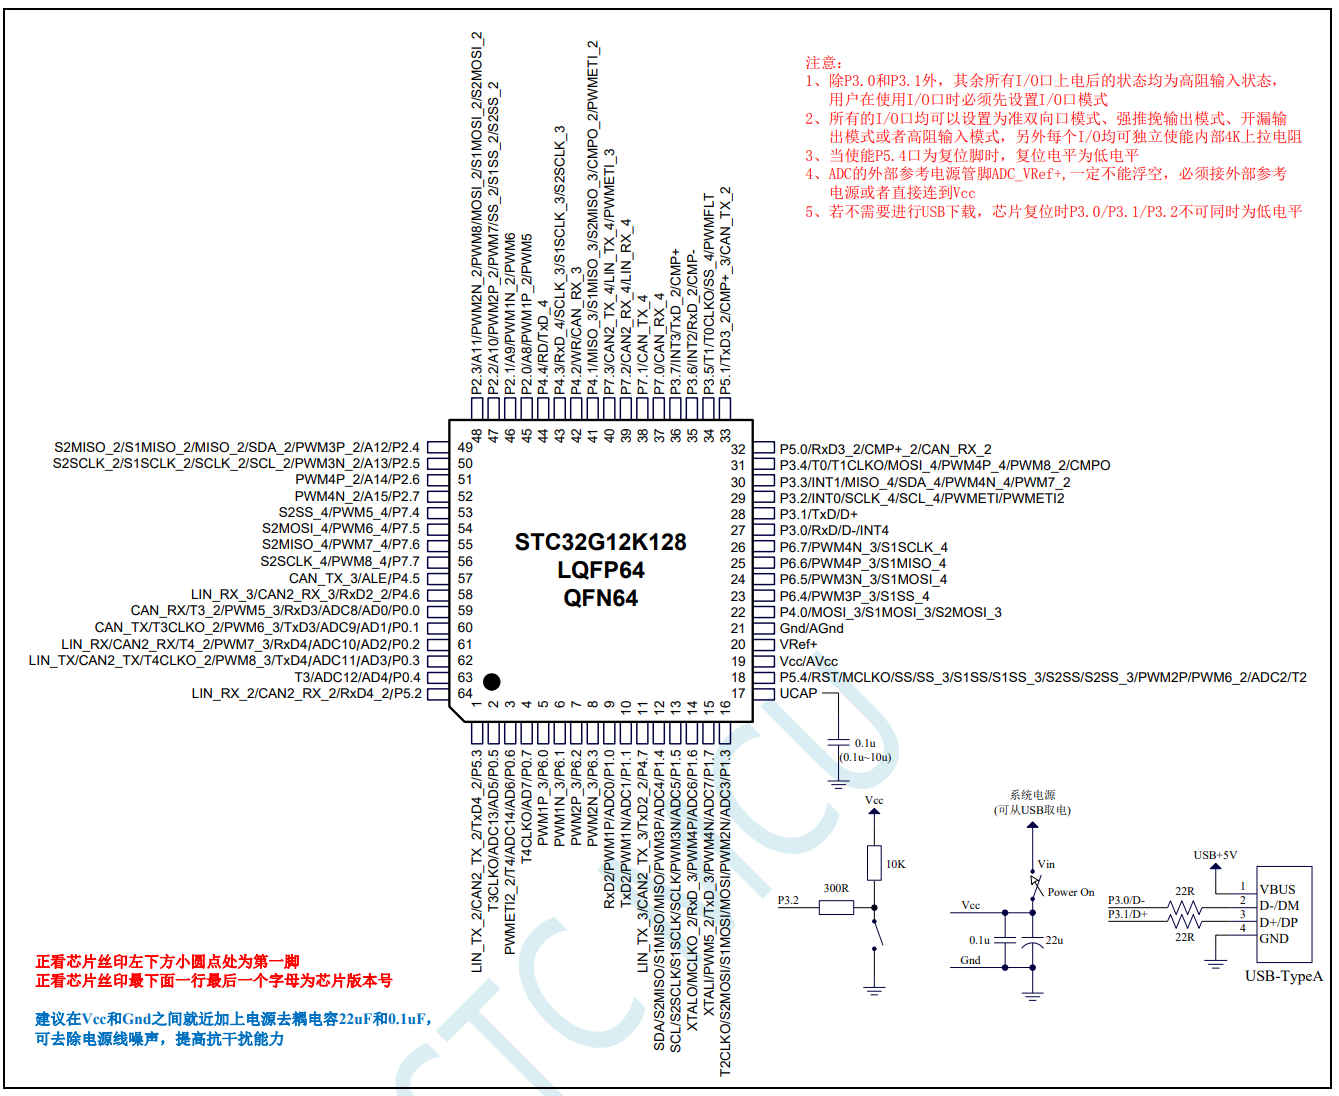 注意：
1、除P3.0和P3.1外，其余所有I/O口上电后的状态均为高阻输入状态，
用户在使用I/O口时必须先设置I/O口模式
2、所有的I/O口均可以设置为准双向口模式、强推挽输出模式、开漏输
出模式或者高阻输入模式，另外每个I/O均可独立使能内部4K上拉电阻
3、当使能P5.4口为复位脚时，复位电平为低电平
4、ADC的外部参考电源管脚ADC_VRef+,一定不能浮空，必须接外部参考
电源或者直接连到Vcc
5、若不需要进行USB下载，芯片复位时P3.0/P3.1/P3.2不可同时为低电平
P2.3/A11/PWM2N_2/PWM8/MOSI_2/S1MOSI_2/S2MOSI_2
P2.2/A10/PWM2P_2/PWM7/SS_2/S1SS_2/S2SS_2
P2.1/A9/PWM1N_2/PWM6
P2.0/A8/PWM1P_2/PWM5
P4.4/RD/TxD_4
P4.3/RxD_4/SCLK_3/S1SCLK_3/S2SCLK_3
P4.2/WR/CAN_RX_3
P4.1/MISO_3/S1MISO_3/S2MISO_3/CMPO_2/PWMETI_2
P7.3/CAN2_TX_4/LIN_TX_4/PWMETI_3
P7.2/CAN2_RX_4/LIN_RX_4
P7.1/CAN_TX_4
P7.0/CAN_RX_4
P3.7/INT3/TxD_2/CMP+
P3.6/INT2/RxD_2/CMP-
P3.5/T1/T0CLKO/SS_4/PWMFLT
P5.1/TxD3_2/CMP+_3/CAN_TX_2
48 47 46 45 44 43 42 41 40 39 38 37 36 35 34 33
S2MISO_2/S1MISO_2/MISO_2/SDA_2/PWM3P_2/A12/P2.4 49
S2SCLK_2/S1SCLK_2/SCLK_2/SCL_2/PWM3N_2/A13/P2.5 50
PWM4P_2/A14/P2.6 51
PWM4N_2/A15/P2.7 52
S2SS_4/PWM5_4/P7.4 53
S2MOSI_4/PWM6_4/P7.5 54
S2MISO_4/PWM7_4/P7.6 55
S2SCLK_4/PWM8_4/P7.7 56
CAN_TX_3/ALE/P4.5 57
LIN_RX_3/CAN2_RX_3/RxD2_2/P4.6 58
CAN_RX/T3_2/PWM5_3/RxD3/ADC8/AD0/P0.0 59
CAN_TX/T3CLKO_2/PWM6_3/TxD3/ADC9/AD1/P0.1 60
LIN_RX/CAN2_RX/T4_2/PWM7_3/RxD4/ADC10/AD2/P0.2 61
LIN_TX/CAN2_TX/T4CLKO_2/PWM8_3/TxD4/ADC11/AD3/P0.3 62
T3/ADC12/AD4/P0.4 63
LIN_RX_2/CAN2_RX_2/RxD4_2/P5.2 64
STC32G12K128
LQFP64
QFN64
32 P5.0/RxD3_2/CMP+_2/CAN_RX_2
31 P3.4/T0/T1CLKO/MOSI_4/PWM4P_4/PWM8_2/CMPO
30 P3.3/INT1/MISO_4/SDA_4/PWM4N_4/PWM7_2
29 P3.2/INT0/SCLK_4/SCL_4/PWMETI/PWMETI2
28 P3.1/TxD/D+
27 P3.0/RxD/D-/INT4
26 P6.7/PWM4N_3/S1SCLK_4
25 P6.6/PWM4P_3/S1MISO_4
24 P6.5/PWM3N_3/S1MOSI_4
23 P6.4/PWM3P_3/S1SS_4
22 P4.0/MOSI_3/S1MOSI_3/S2MOSI_3
21 Gnd/AGnd
20 VRef+
19 Vcc/AVcc
18 P5.4/RST/MCLKO/SS/SS_3/S1SS/S1SS_3/S2SS/S2SS_3/PWM2P/PWM6_2/ADC2/T2
17 UCAP
1 2 3 4 5 6 7 8 9 10 11 12 13 14 15 16
LIN_TX_2/CAN2_TX_2/TxD4_2/P5.3
T3CLKO/ADC13/AD5/P0.5
PWMETI2_2/T4/ADC14/AD6/P0.6
T4CLKO/AD7/P0.7
PWM1P_3/P6.0
PWM1N_3/P6.1
PWM2P_3/P6.2
PWM2N_3/P6.3
RxD2/PWM1P/ADC0/P1.0
TxD2/PWM1N/ADC1/P1.1
LIN_TX_3/CAN2_TX_3/TxD2_2/P4.7
SDA/S2MISO/S1MISO/MISO/PWM3P/ADC4/P1.4
SCL/S2SCLK/S1SCLK/SCLK/PWM3N/ADC5/P1.5
XTALO/MCLKO_2/RxD_3/PWM4P/ADC6/P1.6
XTALI/PWM5_2/TxD_3/PWM4N/ADC7/P1.7
T2CLKO/S2MOSI/S1MOSI/MOSI/PWM2N/ADC3/P1.3
0.1u
(0.1u~10u)
Vcc
10K
300R
P3.2
系统电源
(可从USB取电)
Vin
Power On
Vcc
0.1u
22u
Gnd
USB+5V
P3.0/D-
22R
P3.1/D+
22R
1 VBUS
2 D-/DM
3 D+/DP
4 GND
USB-TypeA
正看芯片丝印左下方小圆点处为第一脚
正看芯片丝印最下面一行最后一个字母为芯片版本号
建议在Vcc和Gnd之间就近加上电源去耦电容22uF和0.1uF，
可去除电源线噪声，提高抗干扰能力
STC MCU